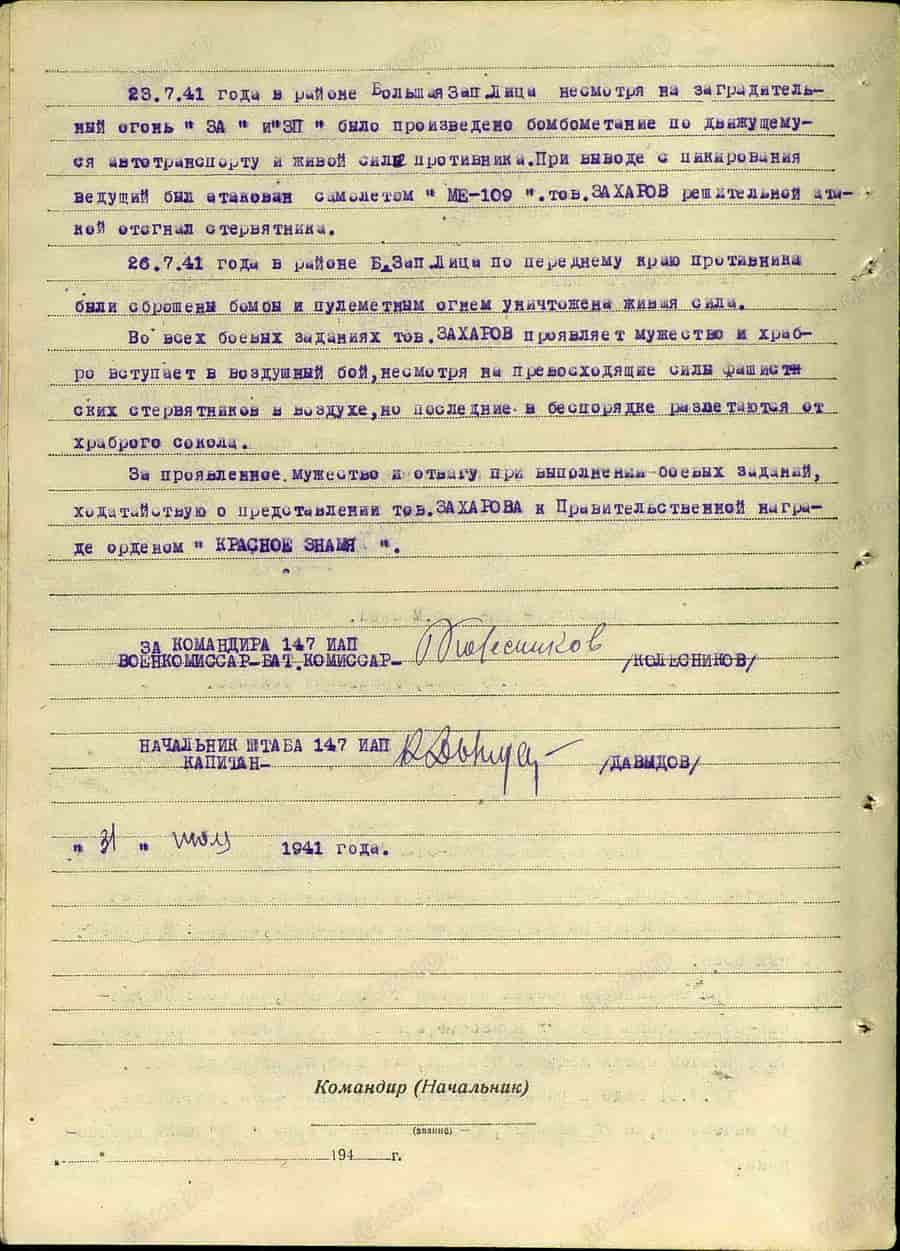 23.7.41 года в районе Большая Зап Лица несмотря на заградитель-
ный огонь " ЗА " и"ЗП " было произведено бомбометание по движущему-
ся автотранспорту и живой силы противника.При выводе с пикирования
ведущий был атакован самолетом " МЕ-109 ".тов.ЗАХАРОВ решительной ата-
кой отогнал стервятника.
26.7.41 года в районе Б.Зап Лица по переднему краю противника
были сброшены бомбы и пулеметным огнем уничтожена живая сила.
Во всех боевых заданиях тов.ЗАХАРОВ проявляет мужество и храб-
ро вступает в воздушный бой,несмотря на превосходящие силы фашист
ских стервятников в воздухе,но последние в беспорядке разлетаются от
храброго сокола.
За проявленное мужество и отвагу при выполнении боевых заданий,
ходатайствую о представлении тов.ЗАХАРОВА к Правительственной награ-
де орденом " КРАСНОЕ ЗНАМЯ ".
ЗА КОМАНДИРА 147 ИАП
ВОЕНКОМИССАР-БАТ.КОМИССАР- Колесников /КОЛЕСНИКОВ/
НАЧАЛЬНИК ШТАБА 147 ИАП
КАПИТАН- /ДАВЫДОВ/
" 31 " июля 1941 года.
Командир (Начальник)
(звание)
" " 194 г.